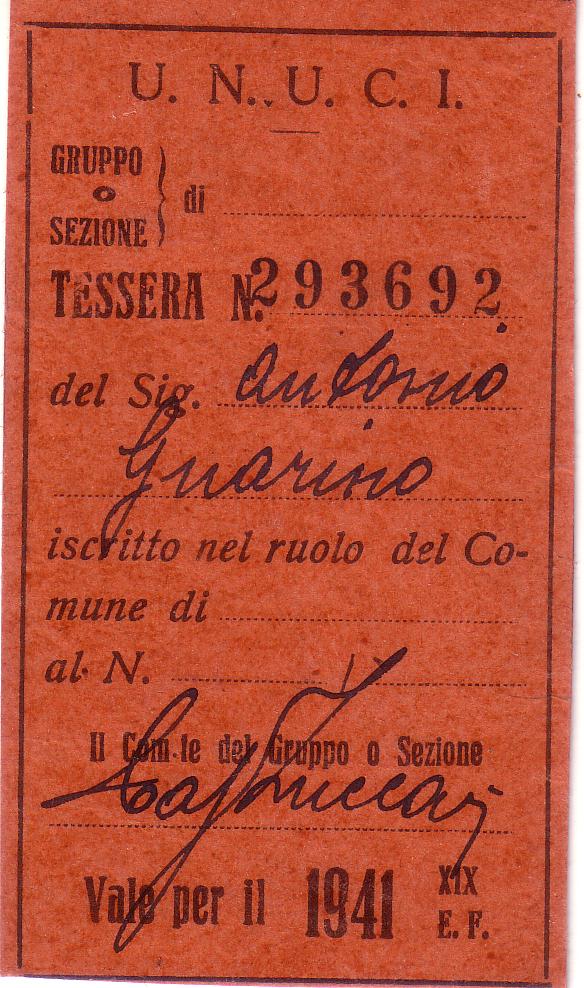 U. N. U. C. I.
GRUPPO
o
SEZIONE
di
TESSERA N. 293692
del Sig. Antonio
Guarino
iscritto nel ruolo del Co-
mune di
al N.
Il Com.te del Gruppo o Sezione
Vale per il 1941 XIX
E. F.